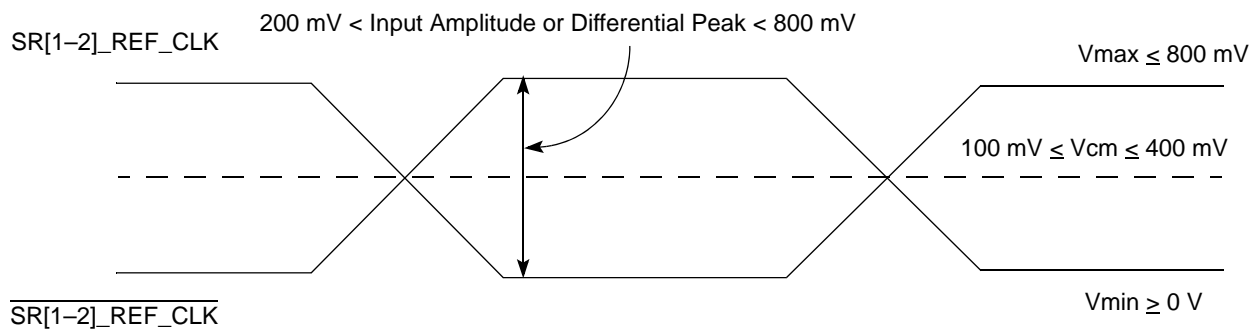 200 mV < Input Amplitude or Differential Peak < 800 mV
SR[1–2]_REF_CLK
Vmax ≤ 800 mV
100 mV ≤ Vcm ≤ 400 mV
Vmin ≥ 0 V
SR[1–2]_REF_CLK